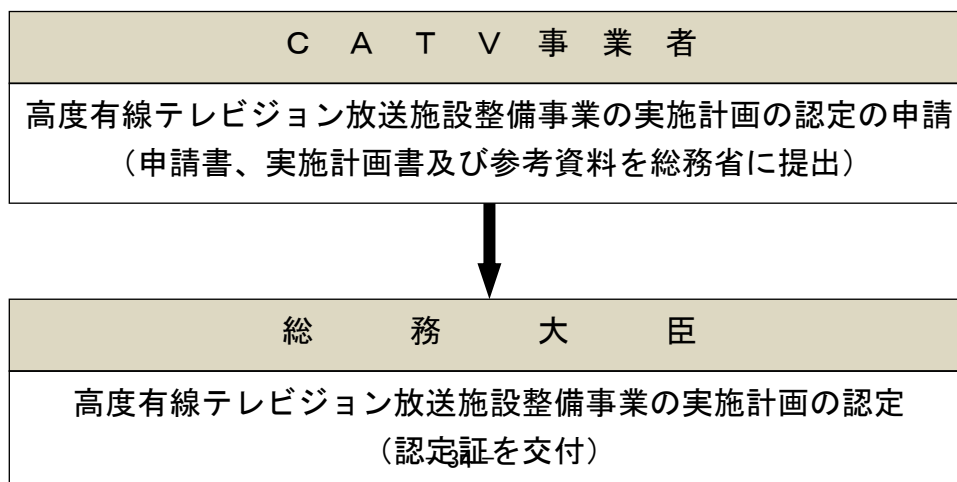 CATV事業者
高度有線テレビジョン放送施設整備事業の実施計画の認定の申請
（申請書、実施計画書及び参考資料を総務省に提出）
総務大臣
高度有線テレビジョン放送施設整備事業の実施計画の認定
（認定証を交付）
- 34 -